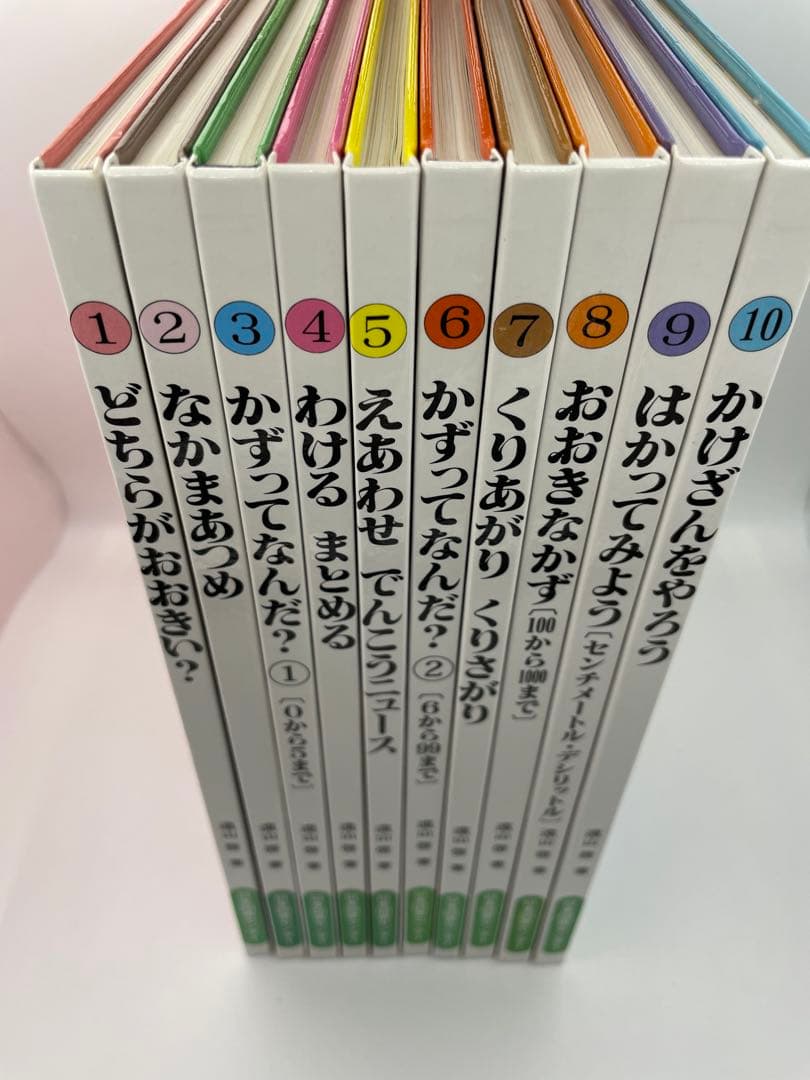 1
どちらがおおきい?
2
なかまあつめ
3
かずってなんだ?①〔0から5まで〕
4
わける まとめる
5
えあわせ でんこうニュース
6
かずってなんだ?②〔6から99まで〕
7
くりあがり くりさがり
8
おおきなかず〔100から1000まで〕
9
はかってみよう〔センチメートル・デシリットル〕
10
かけざんをやろう